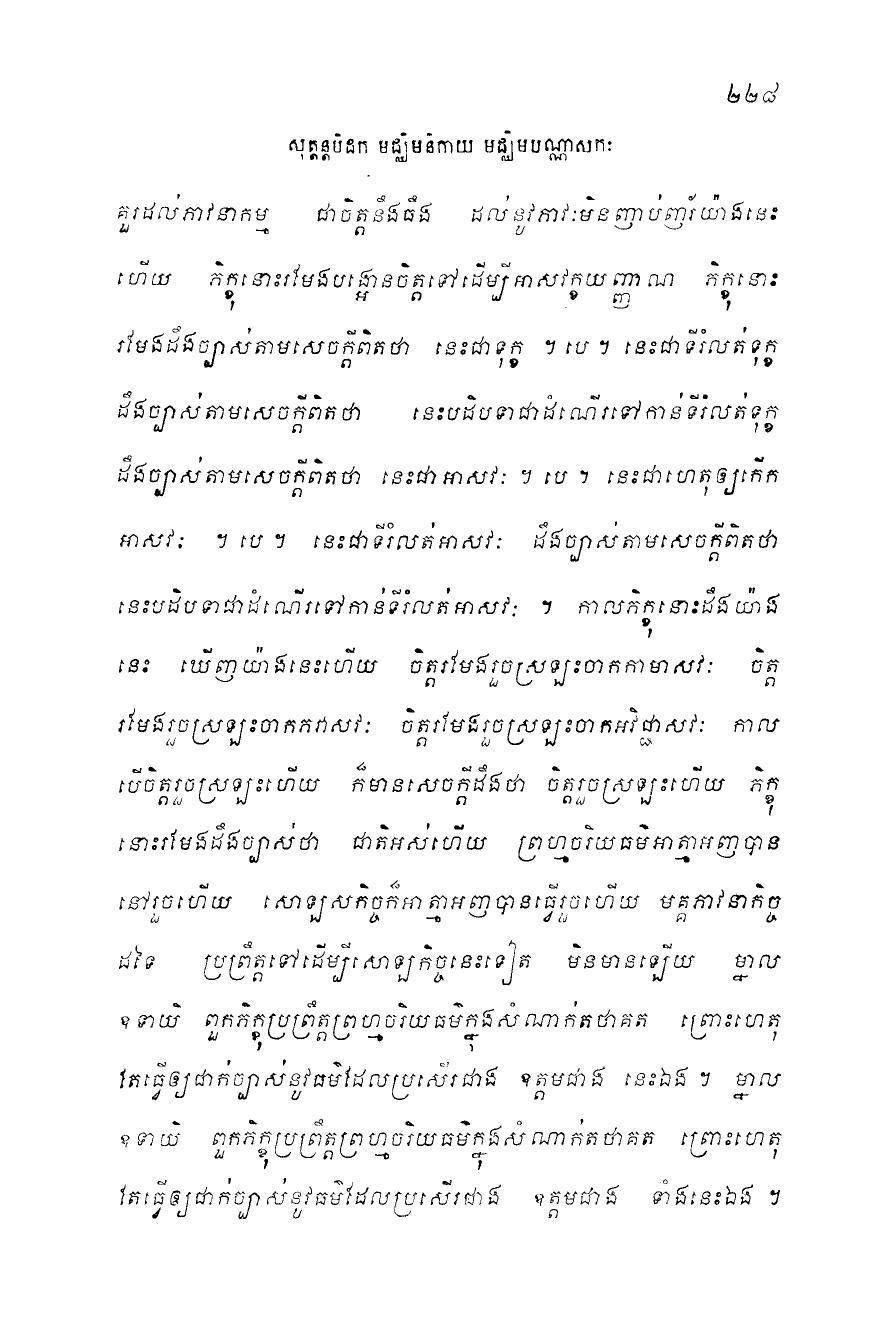 ២២៨
សុត្តន្តបិដក មជ្ឈិមនិកាយ មជ្ឈិមបណ្ណាសកៈ
គួរដល់ភាវនាកម្ម ជាចិត្តនឹងធឹង ដល់នូវភាវៈមិនញាប់ញ័រយ៉ាងនេះ
ហើយ ភិក្ខុនោះរមែងបង្អោនចិត្តទៅដើម្បីអាសវក្ខយញ្ញាណ ភិក្ខុនោះ
រមែងដឹងច្បាស់តាមសេចក្តីពិតថា នេះជាទុក្ខ ។ បេ ។ នេះជាទីរំលត់ទុក្ខ
ដឹងច្បាស់តាមសេចក្តីពិតថា នេះបដិបទាជាដំណើរទៅកាន់ទីរំលត់ទុក្ខ
ដឹងច្បាស់តាមសេចក្តីពិតថា នេះជាអាសវៈ ។ បេ ។ នេះជាហេតុឲ្យកើត
អាសវៈ ។ បេ ។ នេះជាទីរំលត់អាសវៈ ដឹងច្បាស់តាមសេចក្តីពិតថា
នេះបដិបទាជាដំណើរទៅកាន់ទីរំលត់អាសវៈ ។ កាលភិក្ខុនោះដឹងយ៉ាង
នេះ ឃើញយ៉ាងនេះហើយ ចិត្តរមែងរួចស្រឡះចាកកាមាសវៈ ចិត្ត
រមែងរួចស្រឡះចាកភវាសវៈ ចិត្តរមែងរួចស្រឡះចាកអវិជ្ជាសវៈ កាល
បើចិត្តរួចស្រឡះហើយ ក៏មានសេចក្តីដឹងថា ចិត្តរួចស្រឡះហើយ ភិក្ខុ
នោះរមែងដឹងច្បាស់ថា ជាតិអស់ហើយ ព្រហ្មចរិយធម៌អាត្មាអញបាន
នៅរួចហើយ សោឡសកិច្ចក៏អាត្មាអញបានធ្វើរួចហើយ មគ្គភាវនាកិច្ច
ដទៃ ប្រព្រឹត្តទៅដើម្បីសោឡកិច្ចនេះទៀត មិនមានឡើយ ម្នាល
ឧទាយិ ពួកភិក្ខុប្រព្រឹត្តព្រហ្មចរិយធម៌ក្នុងសំណាក់តថាគត ព្រោះហេតុ
តែធ្វើឲ្យជាក់ច្បាស់នូវធម៌ដែលប្រសើរជាង ឧត្តមជាង នេះឯង ។ ម្នាល
ឧទាយិ ពួកភិក្ខុប្រព្រឹត្តព្រហ្មចរិយធម៌ក្នុងសំណាក់តថាគត ព្រោះហេតុ
តែធ្វើឲ្យជាក់ច្បាស់នូវធម៌ដែលប្រសើរជាង ឧត្តមជាង ទាំងនេះឯង ។